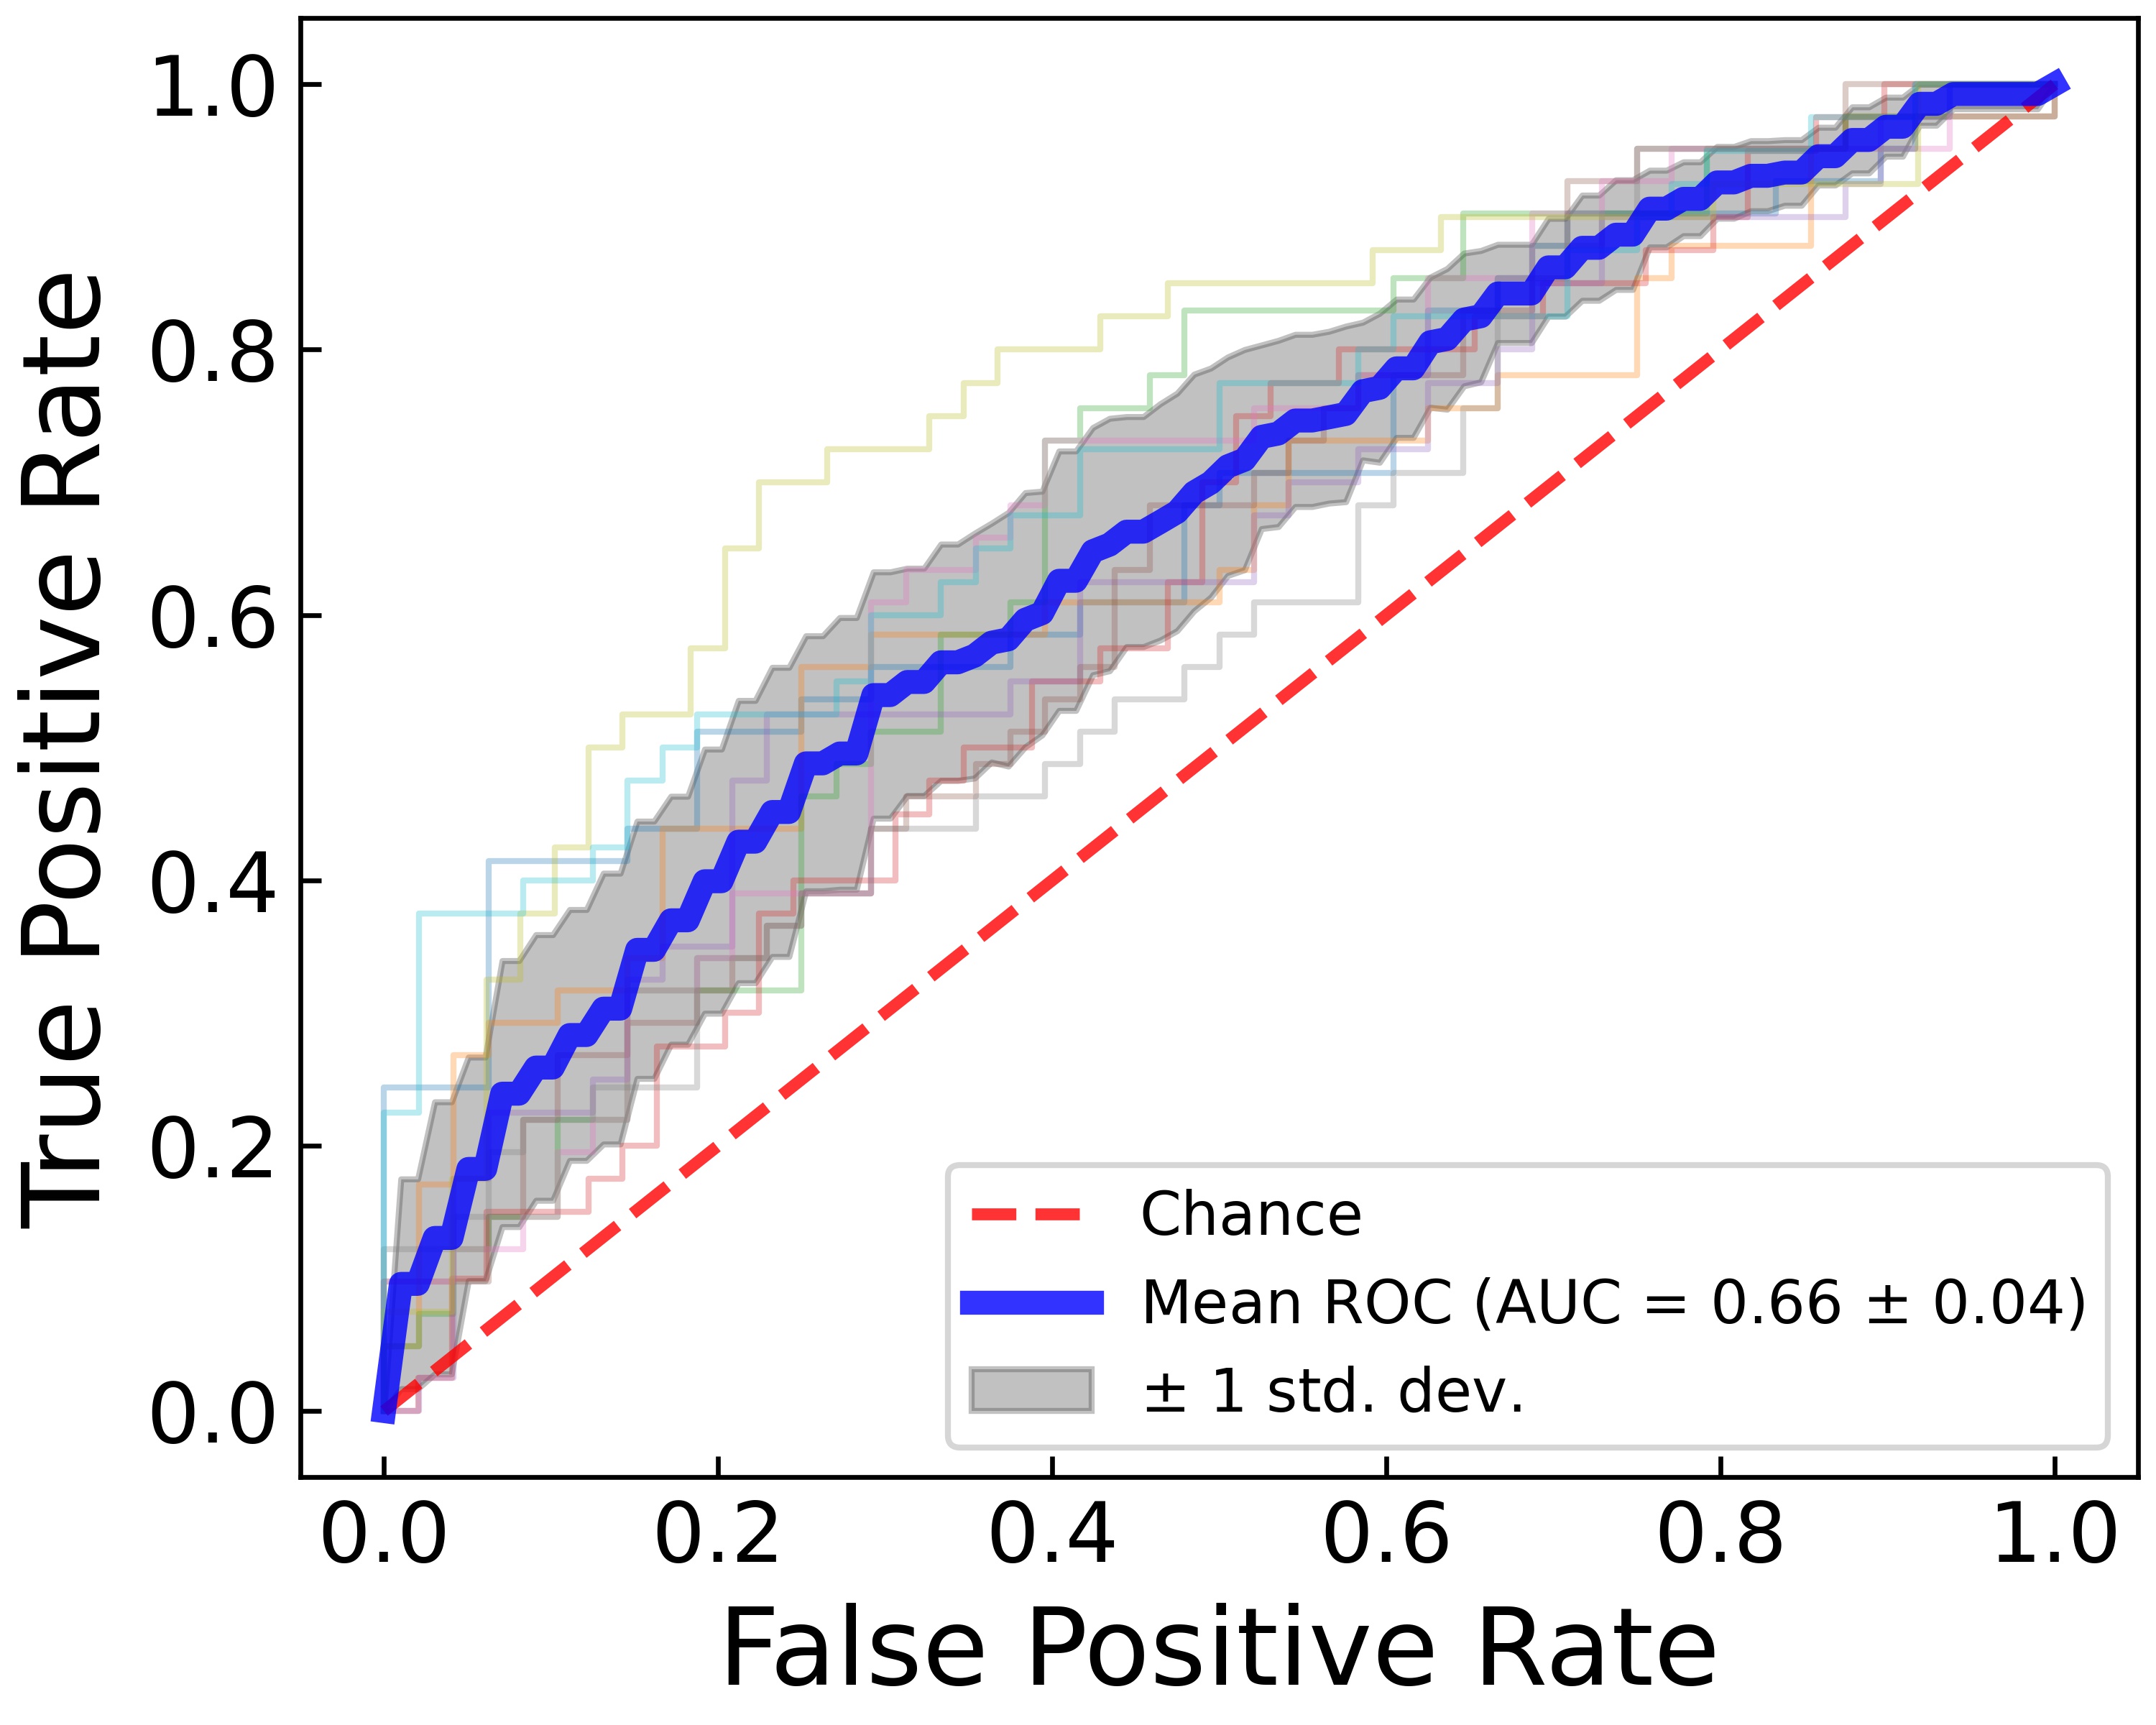 True Positive Rate
1.0
0.8
0.6
0.4
0.2
0.0
Chance
Mean ROC (AUC = 0.66 ± 0.04)
± 1 std. dev.
0.0 0.2 0.4 0.6 0.8 1.0
False Positive Rate